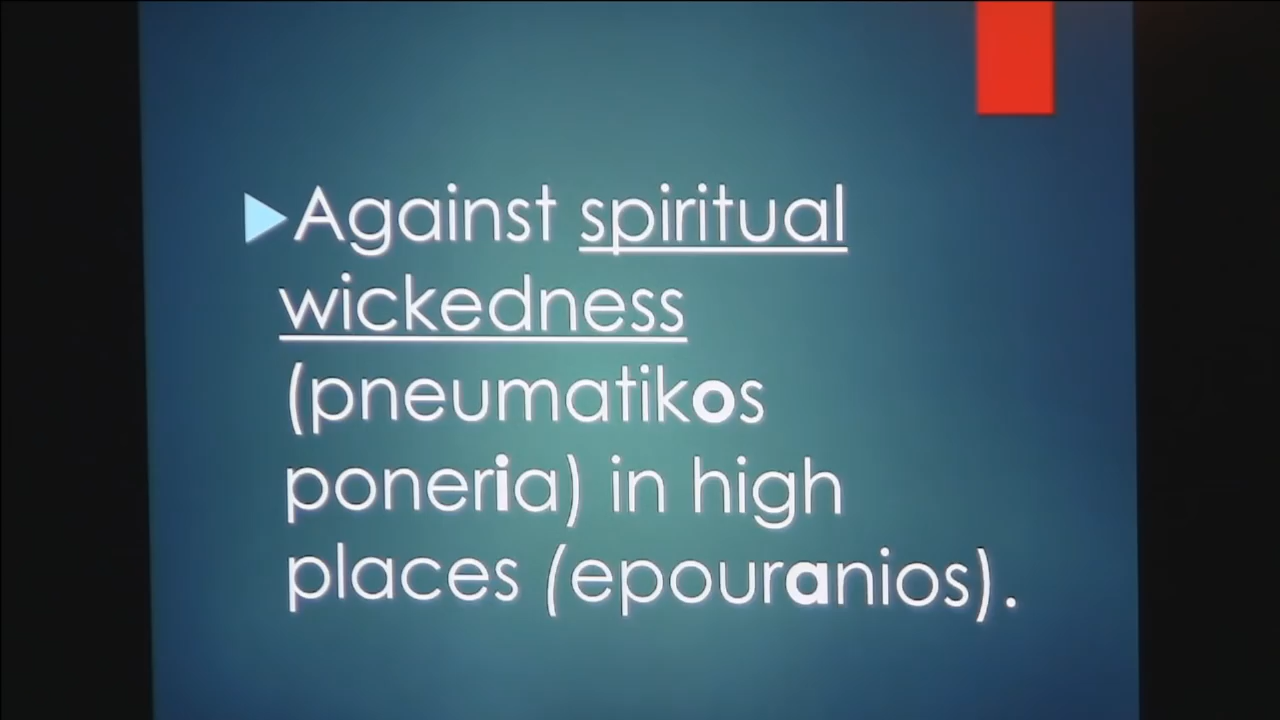 Against spiritual
wickedness
(pneumatikos
poneria) in high
places (epouranios).